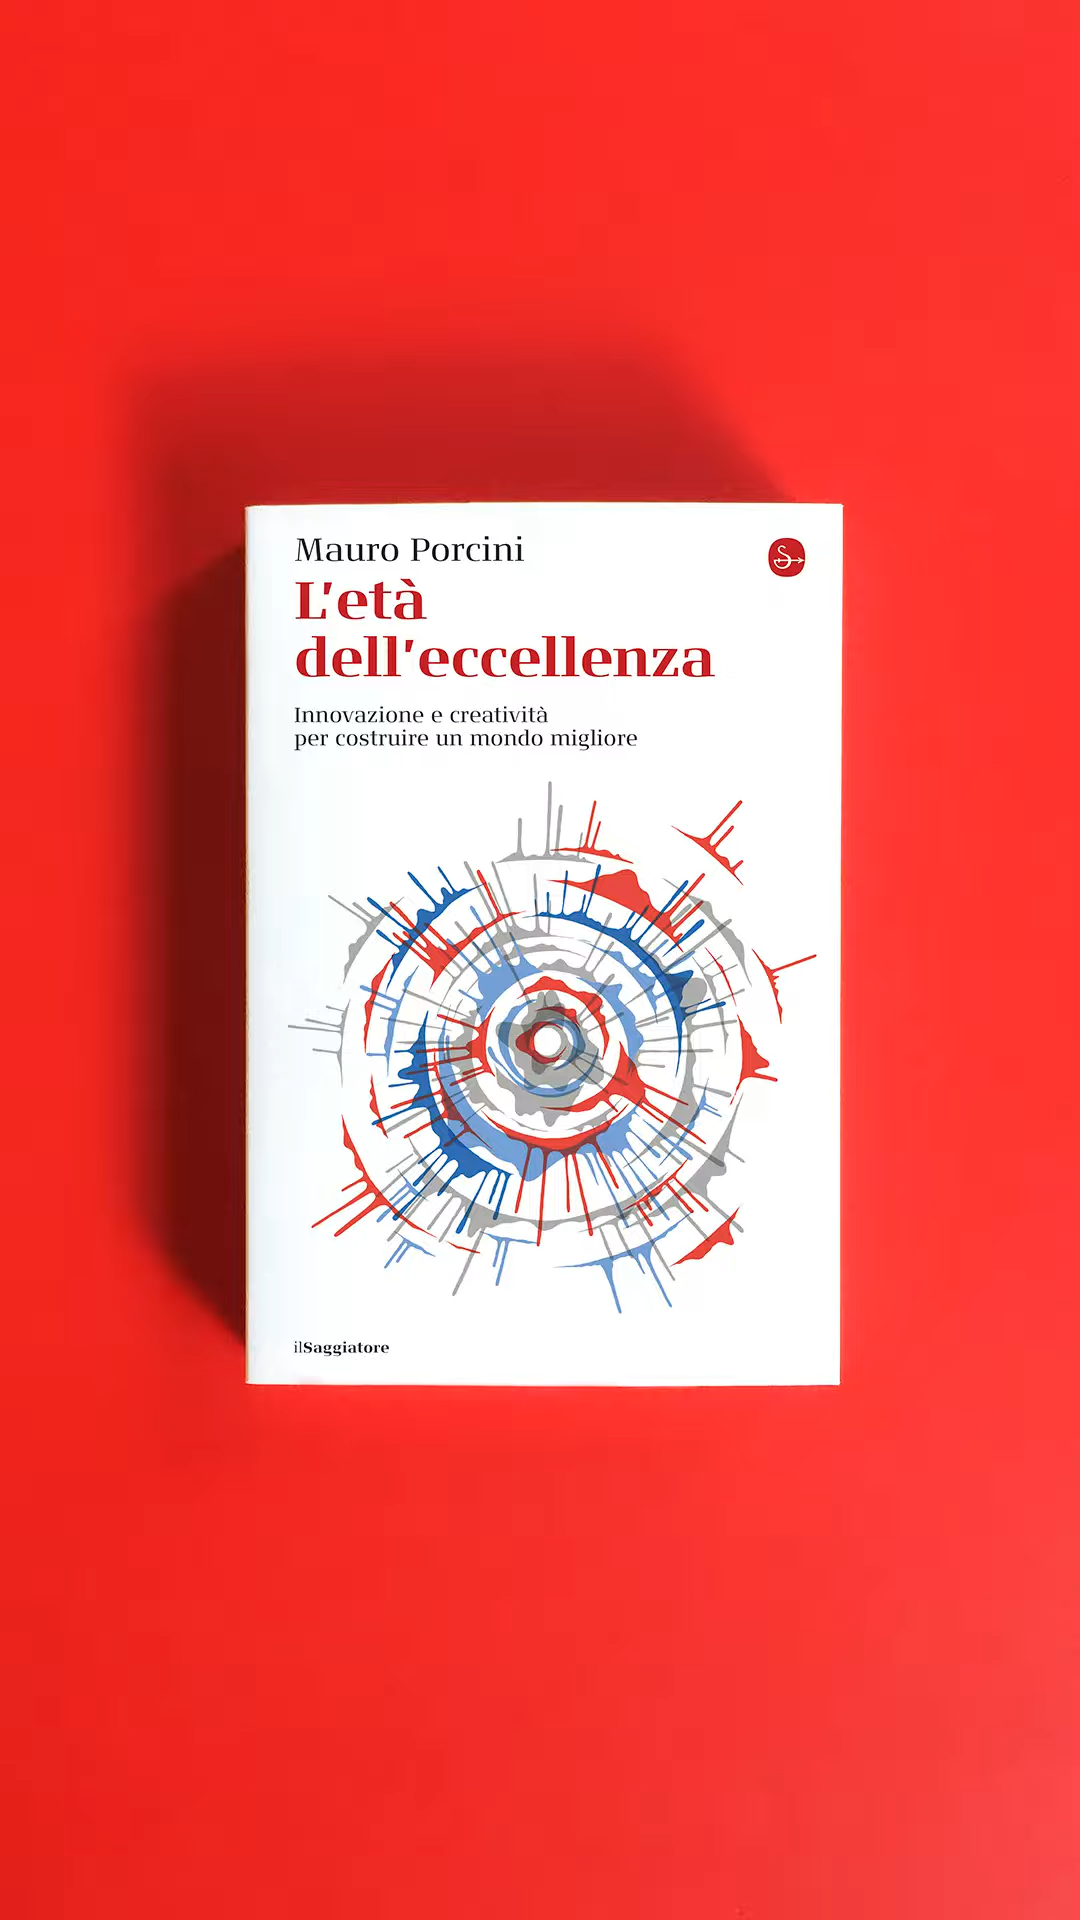 Mauro Porcini
L'età
dell'eccellenza
Innovazione e creatività
per costruire un mondo migliore
S
ilSaggiatore